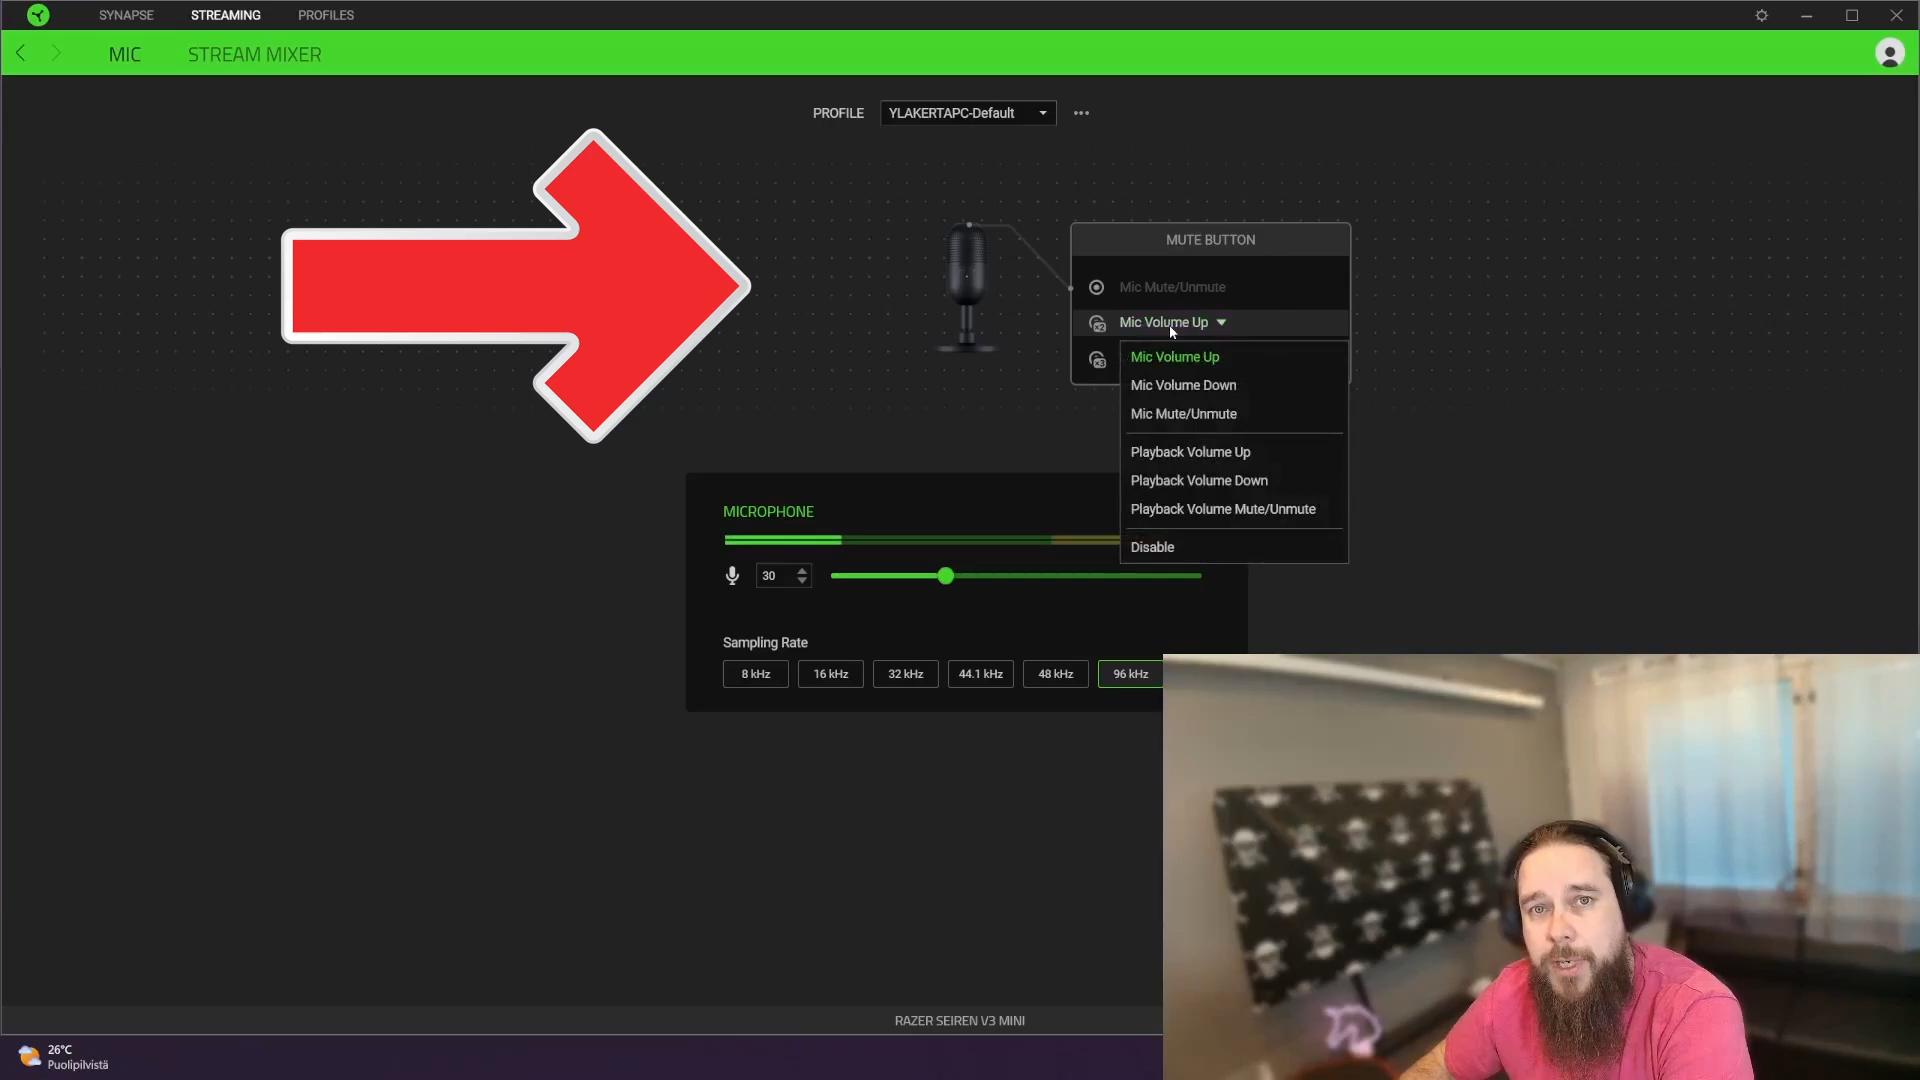 SYNAPSE STREAMING PROFILES
MIC STREAM MIXER
PROFILE YLAKERTAPC-Default
MUTE BUTTON
Mic Mute/Unmute
x2 Mic Volume Up
x3
Mic Volume Up
Mic Volume Down
Mic Mute/Unmute
Playback Volume Up
Playback Volume Down
Playback Volume Mute/Unmute
Disable
MICROPHONE
30
Sampling Rate
8 kHz 16 kHz 32 kHz 44.1 kHz 48 kHz 96 kHz
RAZER SEIREN V3 MINI
26°C
Puolipilvistä